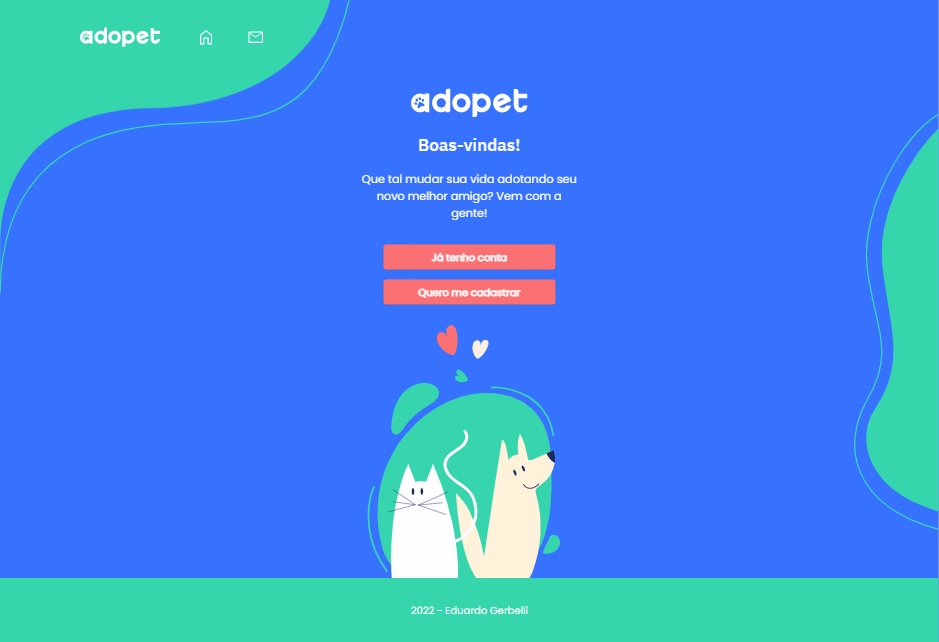 adopet
adopet
Boas-vindas!
Que tal mudar sua vida adotando seu
novo melhor amigo? Vem com a
gente!
Já tenho conta
Quero me cadastrar
2022 - Eduardo Gerbelli